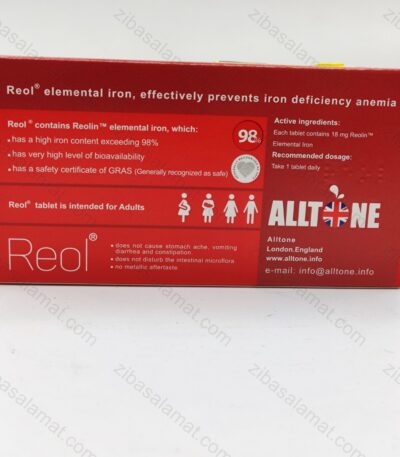 Reol® elemental iron, effectively prevents iron deficiency anemia
Reol® contains Reolin™ elemental iron, which:
• has a high iron content exceeding 98%
• has very high level of bioavailability
• has a safety certificate of GRAS (Generally recognized as safe)
98%
Active ingredients:
Each tablet contains 18 mg Reolin™
Elemental Iron
Recommended dosage:
Take 1 tablet daily
Reol® tablet is intended for Adults
ALLTONE
Reol®
• does not cause stomach ache, vomiting
diarrhea and constipation
• does not disturb the intestinal microflora
• no metallic aftertaste
Alltone
London.England
www.alltone.info
e-mail: info@alltone.info
zibasalamat.com